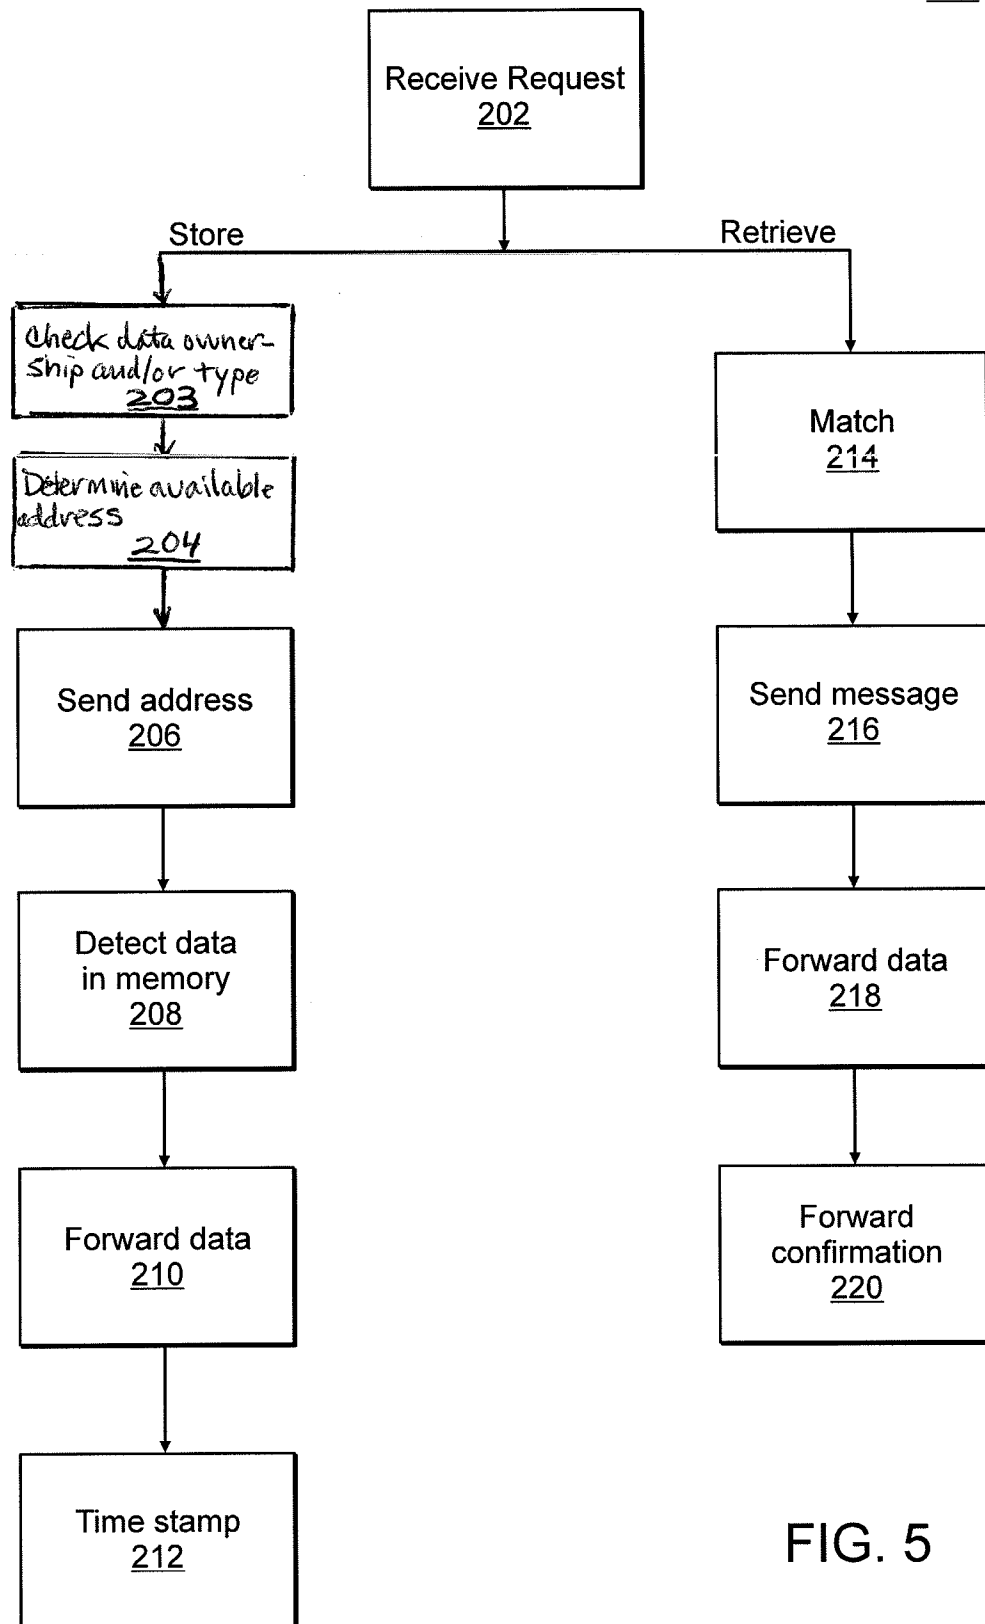 Receive Request
202
Store
Retrieve
Check data owner-
ship and/or type
203
Determine available
address
204
Send address
206
Detect data
in memory
208
Forward data
210
Time stamp
212
Match
214
Send message
216
Forward data
218
Forward
confirmation
220
FIG. 5